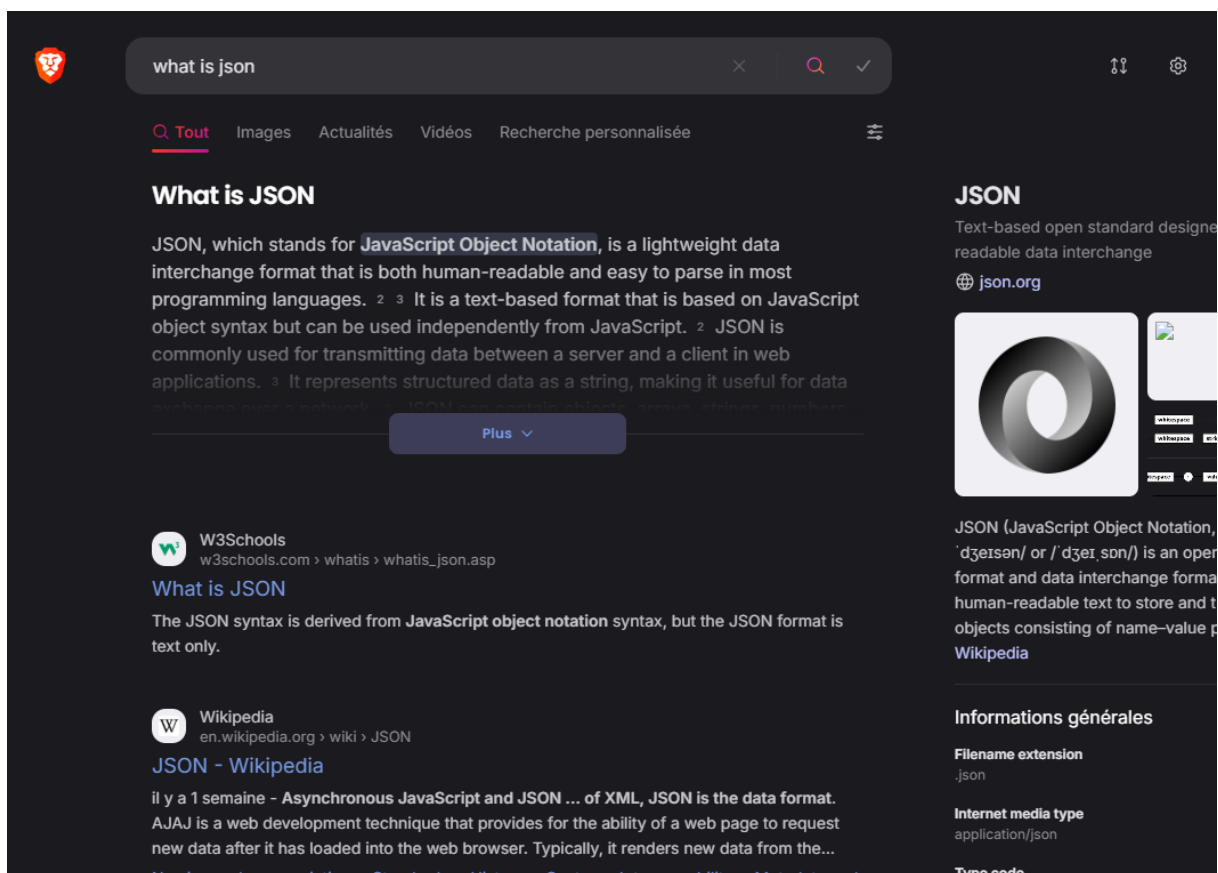 what is json
Tout Images Actualités Vidéos Recherche personnalisée
What is JSON
JSON, which stands for JavaScript Object Notation, is a lightweight data
interchange format that is both human-readable and easy to parse in most
programming languages. 2 3 It is a text-based format that is based on JavaScript
object syntax but can be used independently from JavaScript. 2 JSON is
commonly used for transmitting data between a server and a client in web
applications. 3 It represents structured data as a string, making it useful for data
Plus
W3Schools
w3schools.com › whatis › whatis_json.asp
What is JSON
The JSON syntax is derived from JavaScript object notation syntax, but the JSON format is
text only.
Wikipedia
en.wikipedia.org › wiki › JSON
JSON - Wikipedia
il y a 1 semaine - Asynchronous JavaScript and JSON ... of XML, JSON is the data format.
AJAJ is a web development technique that provides for the ability of a web page to request
new data after it has loaded into the web browser. Typically, it renders new data from the...
JSON
Text-based open standard designe
readable data interchange
json.org
whitespace
whitespace
JSON (JavaScript Object Notation,
ˈdʒeɪsən/ or /ˈdʒeɪˌsɒn/) is an oper
format and data interchange forma
human-readable text to store and t
objects consisting of name–value p
Wikipedia
Informations générales
Filename extension
.json
Internet media type
application/json
Type code